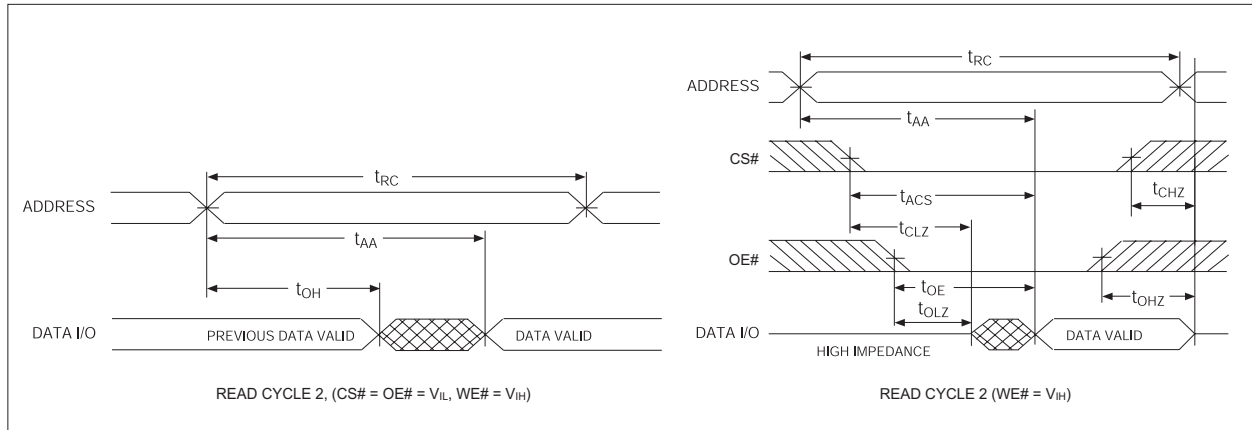 tRC
ADDRESS
tAA
tOH
DATA I/O
PREVIOUS DATA VALID
DATA VALID
READ CYCLE 2, (CS# = OE# = VIL, WE# = VIH)
tRC
ADDRESS
tAA
CS#
tACS
tCHZ
tCLZ
OE#
tOE
tOHZ
tOLZ
DATA I/O
HIGH IMPEDANCE
DATA VALID
READ CYCLE 2 (WE# = VIH)